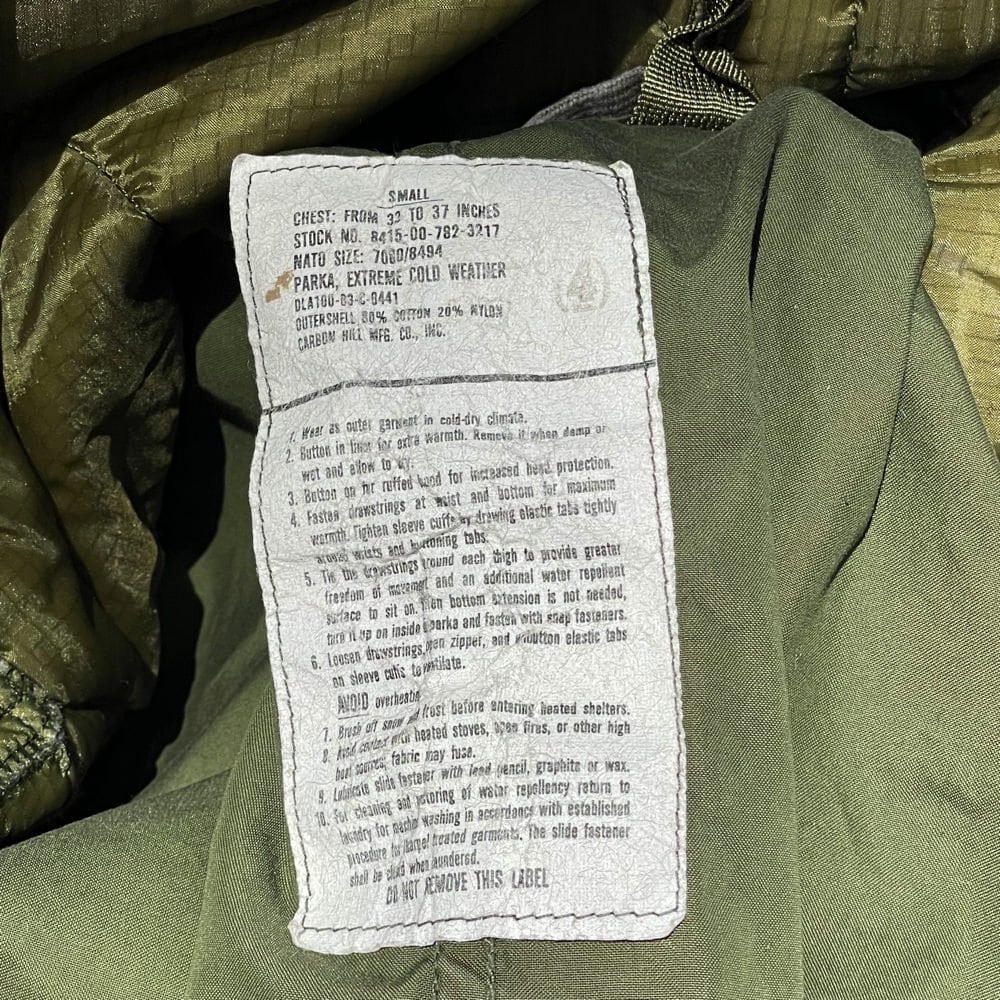 SMALL
CHEST: FROM 33 TO 37 INCHES
STOCK NO. 8415-00-782-3217
NATO SIZE: 7080/8494
PARKA, EXTREME COLD WEATHER
DLA100-83-C-0441
OUTERSHELL 80% COTTON 20% NYLON
CARBON HILL MFG. CO., INC.
4
1. Wear as outer garment in cold-dry climate.
2. Button in liner for extra warmth. Remove it when damp or
wet and allow to dry.
3. Button on fur ruffed hood for increased head protection.
4. Fasten drawstrings at waist and bottom for maximum
warmth. Tighten sleeve cuffs by drawing elastic tabs tightly
around wrists and buttoning tabs.
5. Tie the drawstrings round each thigh to provide greater
freedom of movement and an additional water repellent
surface to sit on. When bottom extension is not needed,
turn it up on inside parka and fasten with snap fasteners.
6. Loosen drawstrings, open zipper, and unbutton elastic tabs
on sleeve cuffs to ventilate.
AVOID overheating
7. Brush off snow and frost before entering heated shelters.
8. Avoid contact with heated stoves, open fires, or other high
heat sources; fabric may fuse.
9. Lubricate slide fastener with lead pencil, graphite or wax.
10. For cleaning and restoring of water repellency return to
laundry for machine washing in accordance with established
procedure for Quarpel treated garments. The slide fastener
shall be closed when laundered.
DO NOT REMOVE THIS LABEL